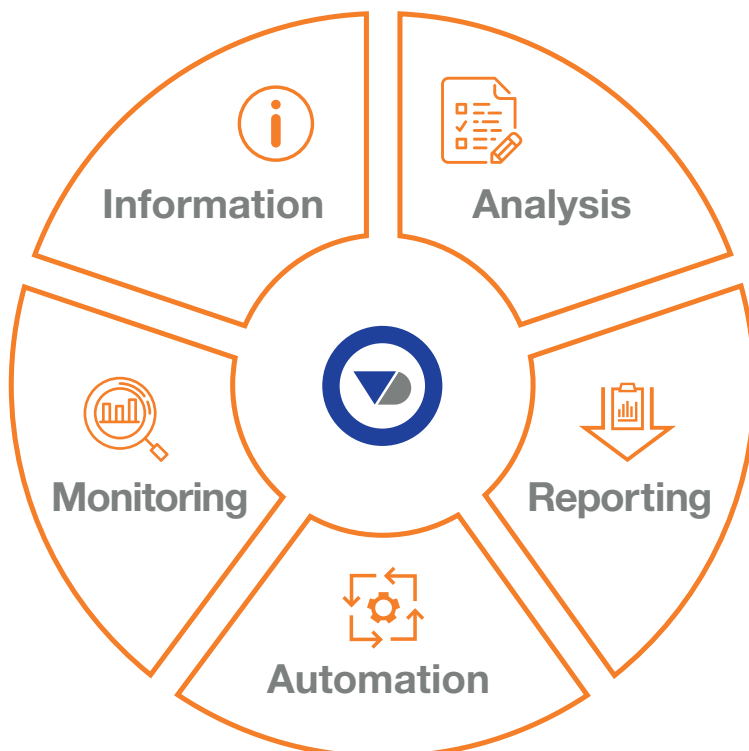 Information
Analysis
Monitoring
Reporting
Automation